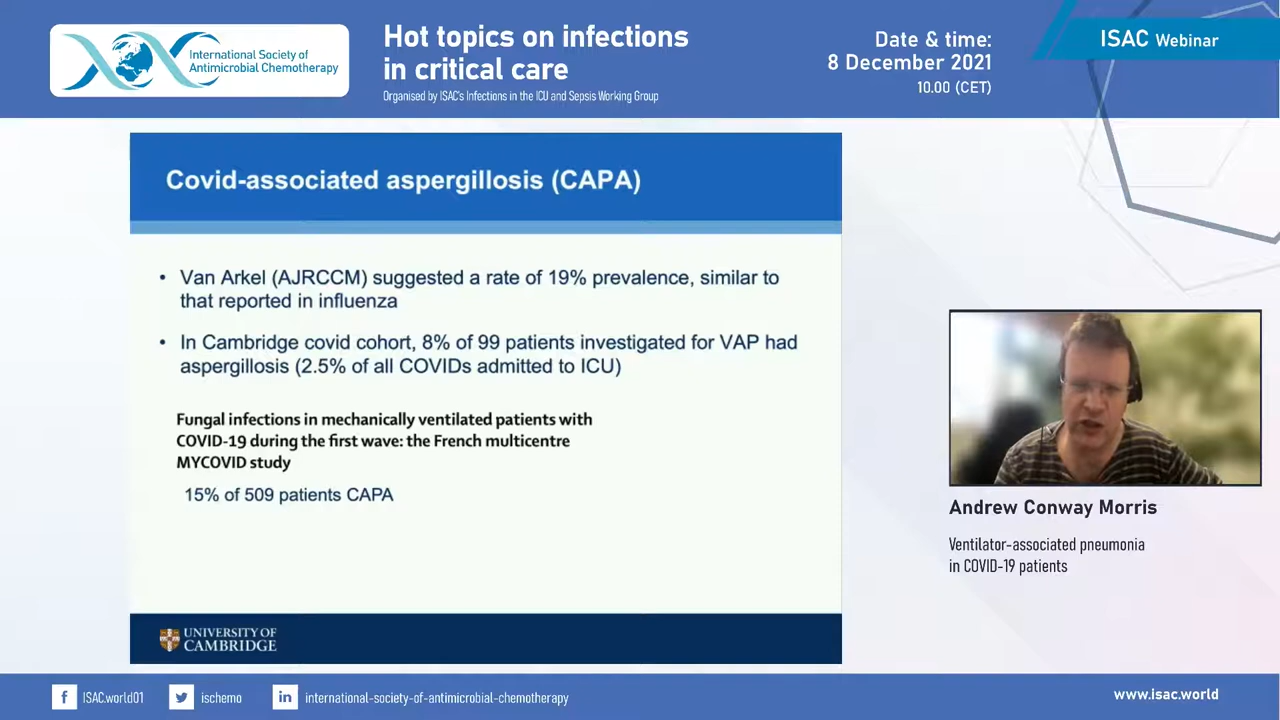 International Society of
Antimicrobial Chemotherapy
Hot topics on infections
in critical care
Organised by ISAC's Infections in the ICU and Sepsis Working Group
Date & time:
8 December 2021
10.00 (CET)
ISAC Webinar
Covid-associated aspergillosis (CAPA)
• Van Arkel (AJRCCM) suggested a rate of 19% prevalence, similar to
that reported in influenza
• In Cambridge covid cohort, 8% of 99 patients investigated for VAP had
aspergillosis (2.5% of all COVIDs admitted to ICU)
Fungal infections in mechanically ventilated patients with
COVID-19 during the first wave: the French multicentre
MYCOVID study
15% of 509 patients CAPA
UNIVERSITY OF
CAMBRIDGE
Andrew Conway Morris
Ventilator-associated pneumonia
in COVID-19 patients
f ISAC.world01
ischemo
in international-society-of-antimicrobial-chemotherapy
www.isac.world